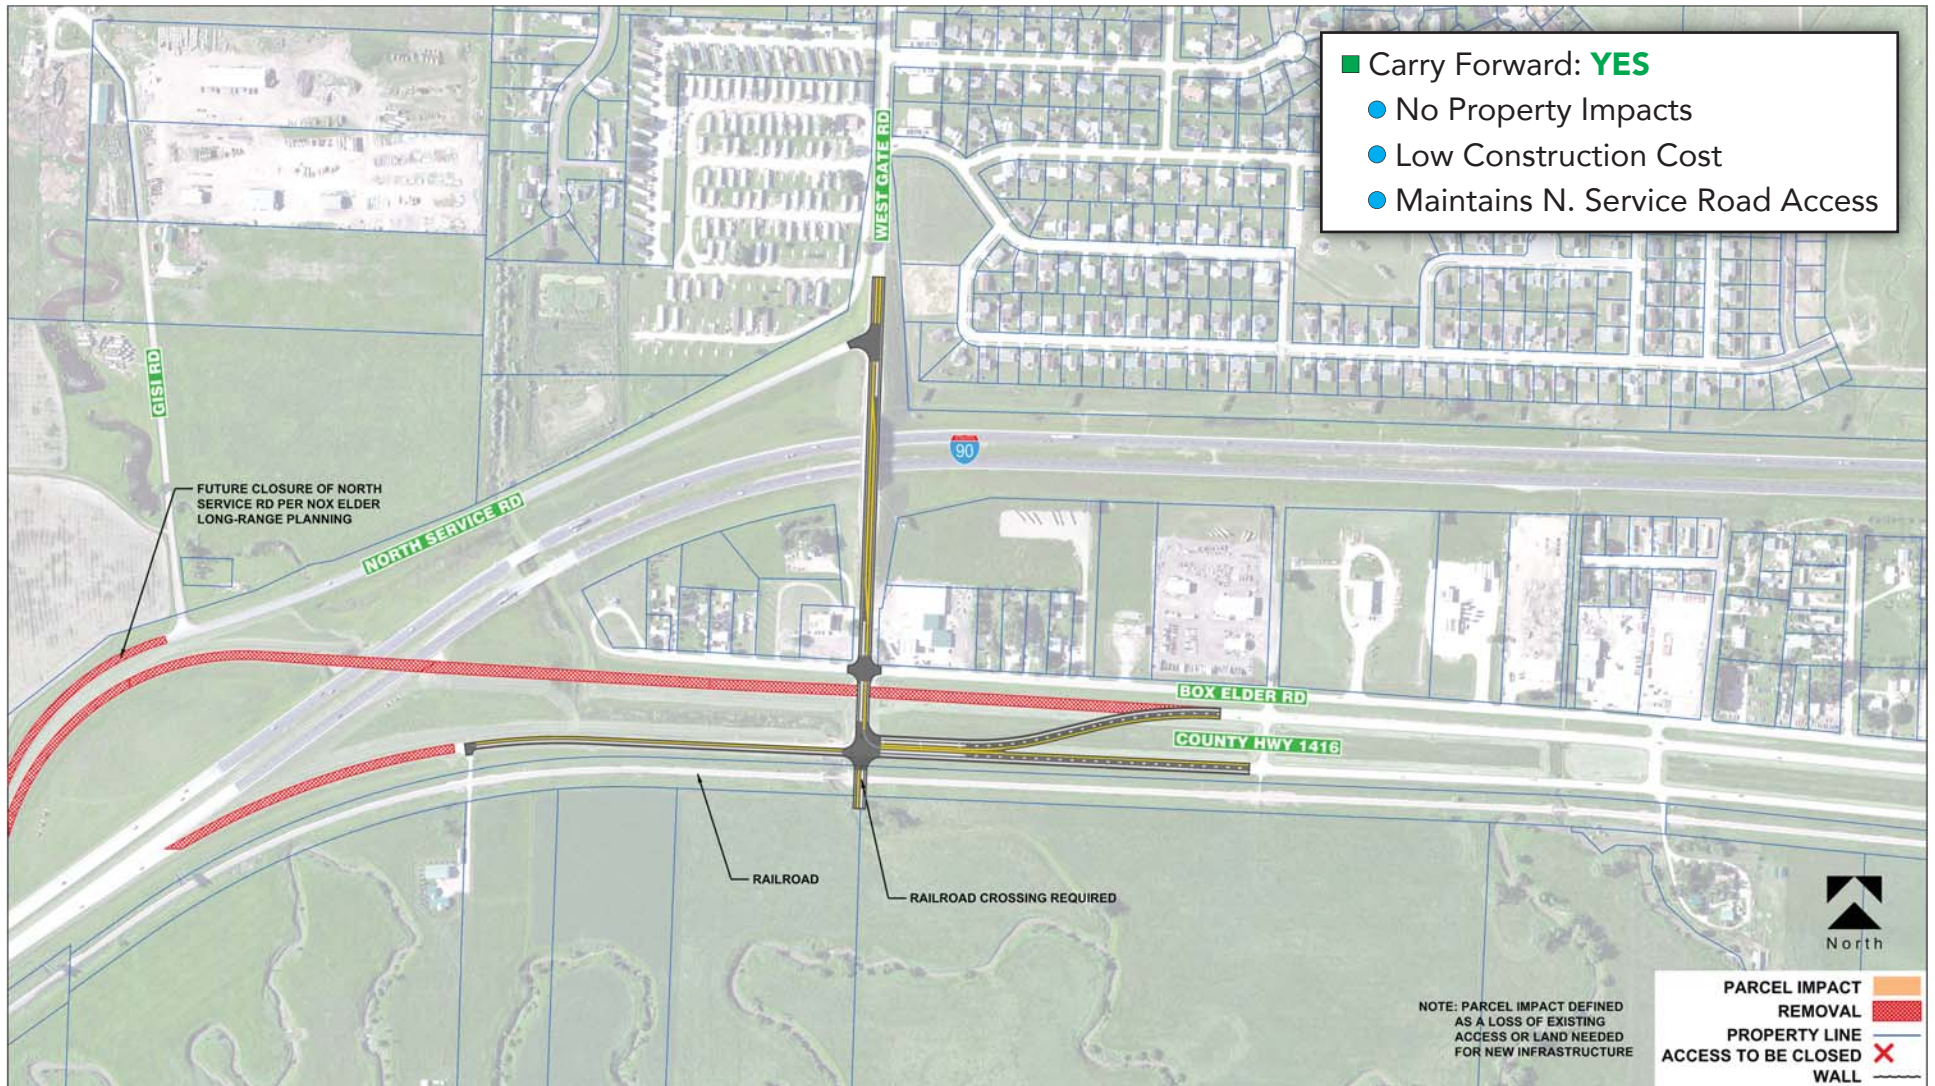 Carry Forward: YES
No Property Impacts
Low Construction Cost
Maintains N. Service Road Access
WEST GATE RD
GISI RD
90
FUTURE CLOSURE OF NORTH
SERVICE RD PER NOX ELDER
LONG-RANGE PLANNING
NORTH SERVICE RD
BOX ELDER RD
COUNTY HWY 1416
RAILROAD
RAILROAD CROSSING REQUIRED
North
NOTE: PARCEL IMPACT DEFINED
AS A LOSS OF EXISTING
ACCESS OR LAND NEEDED
FOR NEW INFRASTRUCTURE
PARCEL IMPACT
REMOVAL
PROPERTY LINE
ACCESS TO BE CLOSED
WALL